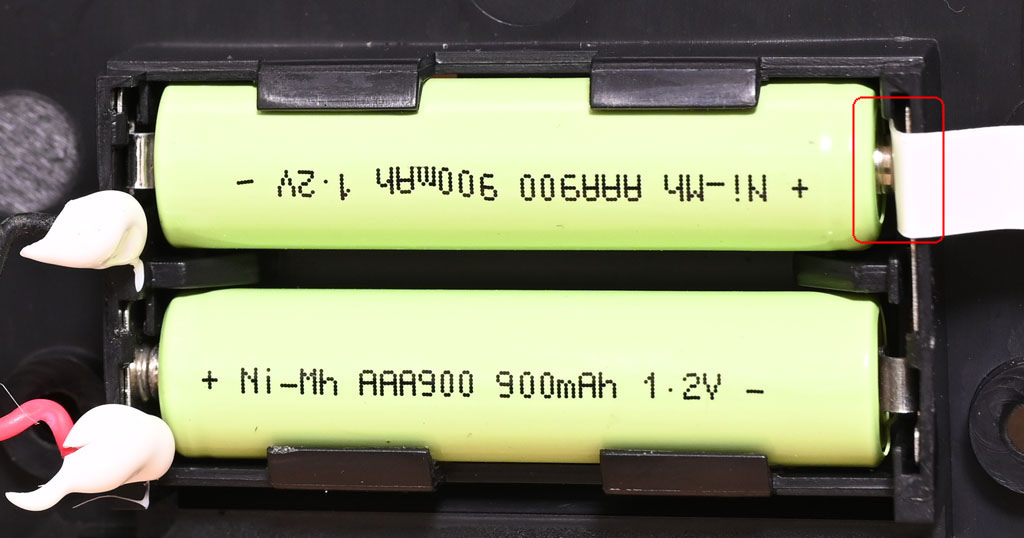 + Ni-Mh AAA900 900mAh 1.2V -
+ Ni-Mh AAA900 900mAh 1.2V -